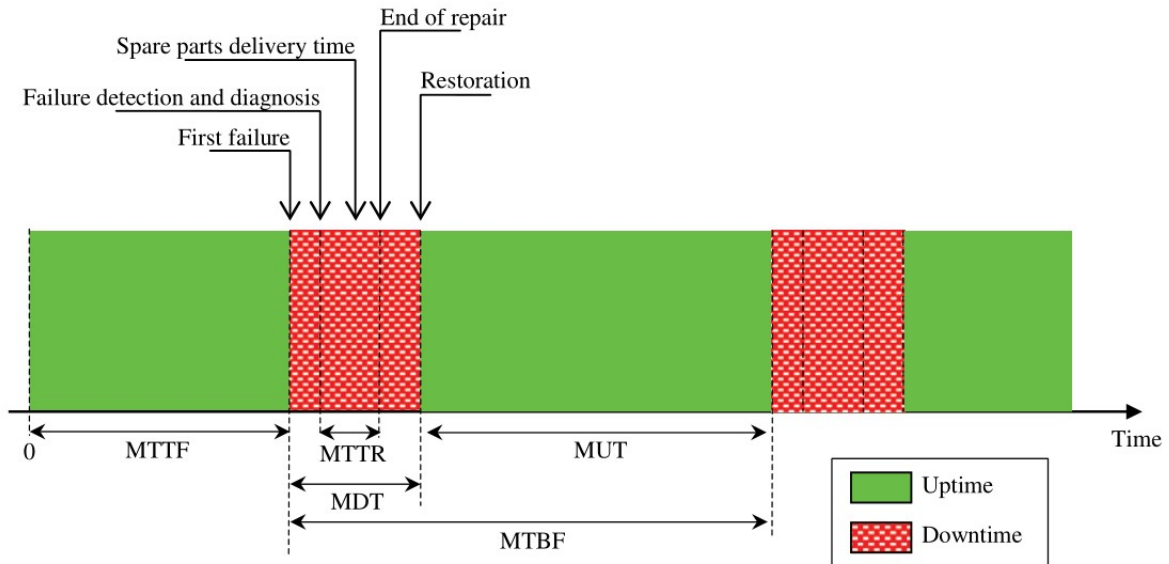 End of repair
Spare parts delivery time
Restoration
Failure detection and diagnosis
First failure
0
MTTF
MTTR
MUT
Time
MDT
MTBF
Uptime
Downtime